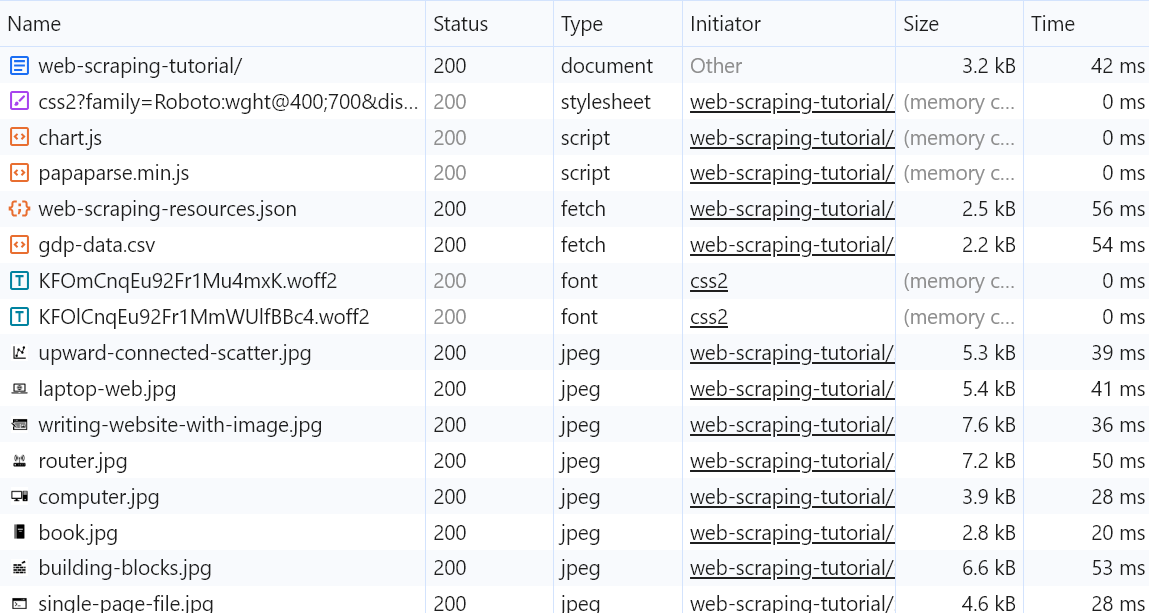 Name Status Type Initiator Size Time
web-scraping-tutorial/ 200 document Other 3.2 kB 42 ms
css2?family=Roboto:wght@400;700&dis... 200 stylesheet web-scraping-tutorial/ (memory c... 0 ms
chart.js 200 script web-scraping-tutorial/ (memory c... 0 ms
papaparse.min.js 200 script web-scraping-tutorial/ (memory c... 0 ms
web-scraping-resources.json 200 fetch web-scraping-tutorial/ 2.5 kB 56 ms
gdp-data.csv 200 fetch web-scraping-tutorial/ 2.2 kB 54 ms
KFOmCnqEu92Fr1Mu4mxK.woff2 200 font css2 (memory c... 0 ms
KFOlCnqEu92Fr1MmWUlfBBc4.woff2 200 font css2 (memory c... 0 ms
upward-connected-scatter.jpg 200 jpeg web-scraping-tutorial/ 5.3 kB 39 ms
laptop-web.jpg 200 jpeg web-scraping-tutorial/ 5.4 kB 41 ms
writing-website-with-image.jpg 200 jpeg web-scraping-tutorial/ 7.6 kB 36 ms
router.jpg 200 jpeg web-scraping-tutorial/ 7.2 kB 50 ms
computer.jpg 200 jpeg web-scraping-tutorial/ 3.9 kB 28 ms
book.jpg 200 jpeg web-scraping-tutorial/ 2.8 kB 20 ms
building-blocks.jpg 200 jpeg web-scraping-tutorial/ 6.6 kB 53 ms
single-page-file.jpg 200 jpeg web-scraping-tutorial/ 4.6 kB 28 ms